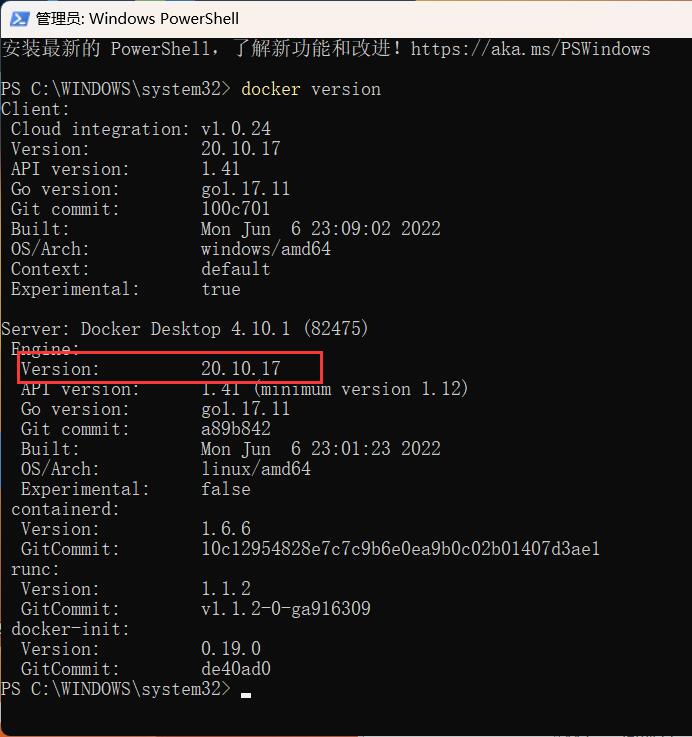 管理员: Windows PowerShell
安装最新的 PowerShell，了解新功能和改进！https://aka.ms/PSWindows
PS C:\WINDOWS\system32> docker version
Client:
Cloud integration: v1.0.24
Version: 20.10.17
API version: 1.41
Go version: go1.17.11
Git commit: 100c701
Built: Mon Jun 6 23:09:02 2022
OS/Arch: windows/amd64
Context: default
Experimental: true
Server: Docker Desktop 4.10.1 (82475)
Engine:
Version: 20.10.17
API version: 1.41 (minimum version 1.12)
Go version: go1.17.11
Git commit: a89b842
Built: Mon Jun 6 23:01:23 2022
OS/Arch: linux/amd64
Experimental: false
containerd:
Version: 1.6.6
GitCommit: 10c12954828e7c7c9b6e0ea9b0c02b01407d3ae1
runc:
Version: 1.1.2
GitCommit: v1.1.2-0-ga916309
docker-init:
Version: 0.19.0
GitCommit: de40ad0
PS C:\WINDOWS\system32>